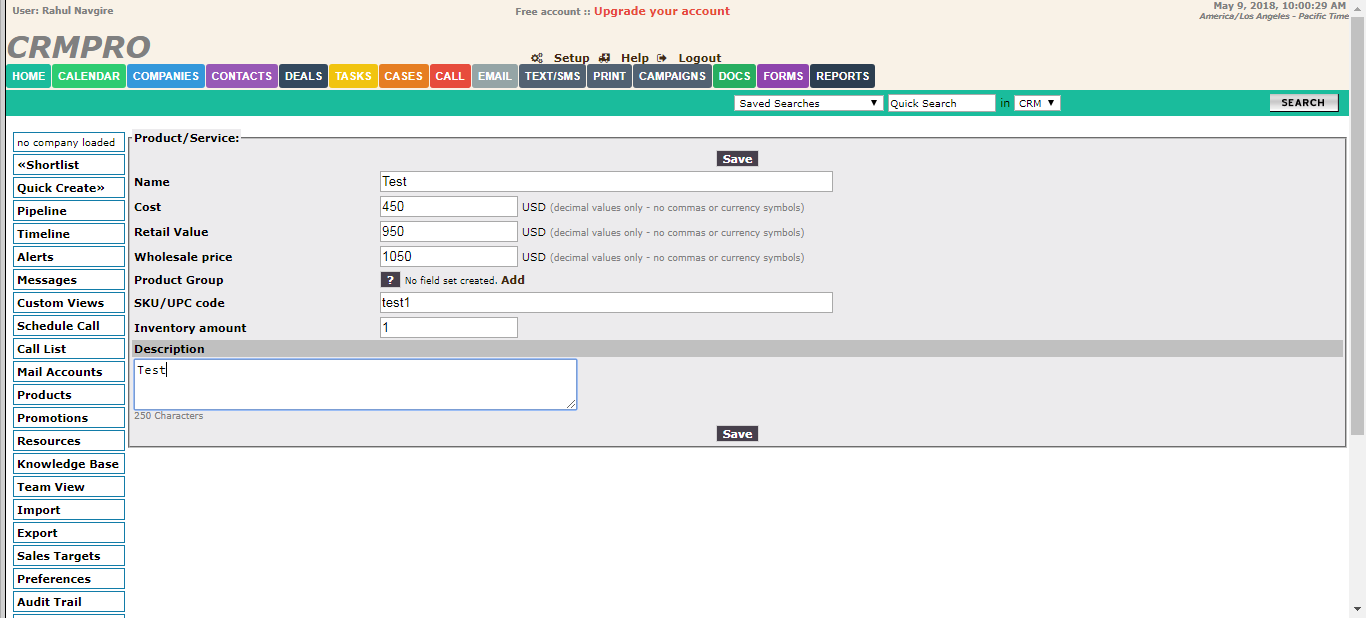 User: Rahul Navgire
Free account :: Upgrade your account
May 9, 2018, 10:00:29 AM
America/Los Angeles - Pacific Time
CRMPRO
Setup Help Logout
HOME CALENDAR COMPANIES CONTACTS DEALS TASKS CASES CALL EMAIL TEXT/SMS PRINT CAMPAIGNS DOCS FORMS REPORTS
Saved Searches Quick Search in CRM SEARCH
no company loaded
«Shortlist
Quick Create»
Pipeline
Timeline
Alerts
Messages
Custom Views
Schedule Call
Call List
Mail Accounts
Products
Promotions
Resources
Knowledge Base
Team View
Import
Export
Sales Targets
Preferences
Audit Trail
Product/Service:
Save
Name Test
Cost 450 USD (decimal values only - no commas or currency symbols)
Retail Value 950 USD (decimal values only - no commas or currency symbols)
Wholesale price 1050 USD (decimal values only - no commas or currency symbols)
Product Group ? No field set created. Add
SKU/UPC code test1
Inventory amount 1
Description
Test
250 Characters
Save